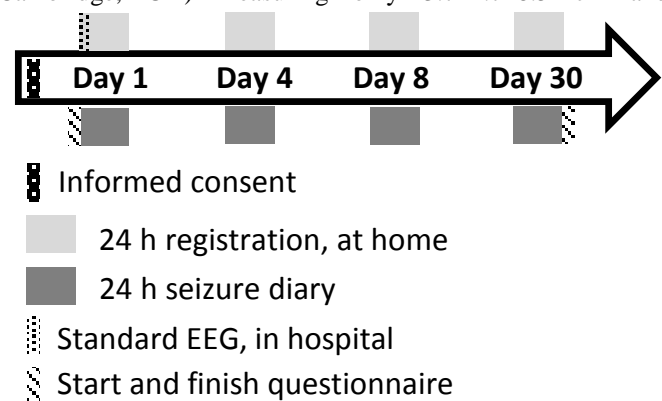 Day 1 Day 4 Day 8 Day 30
Informed consent
24 h registration, at home
24 h seizure diary
Standard EEG, in hospital
Start and finish questionnaire